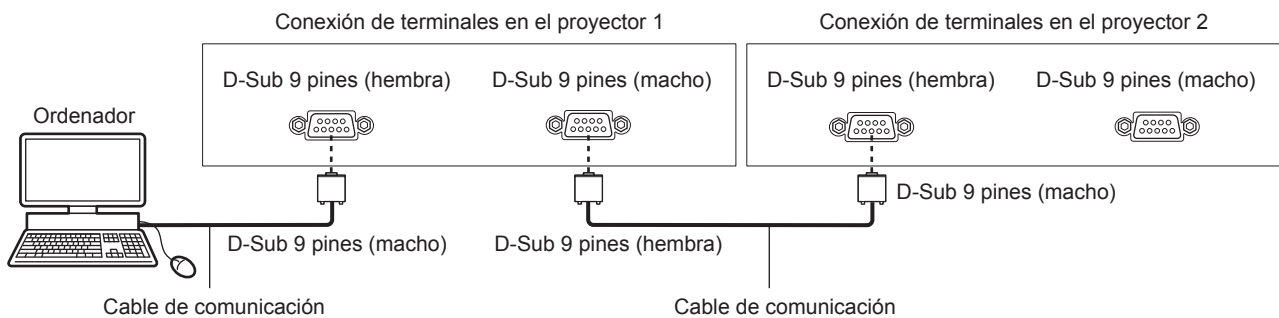 Conexión de terminales en el proyector 1
Conexión de terminales en el proyector 2
D-Sub 9 pines (hembra)
D-Sub 9 pines (macho)
D-Sub 9 pines (hembra)
D-Sub 9 pines (macho)
Ordenador
D-Sub 9 pines (macho)
D-Sub 9 pines (macho)
D-Sub 9 pines (hembra)
Cable de comunicación
Cable de comunicación